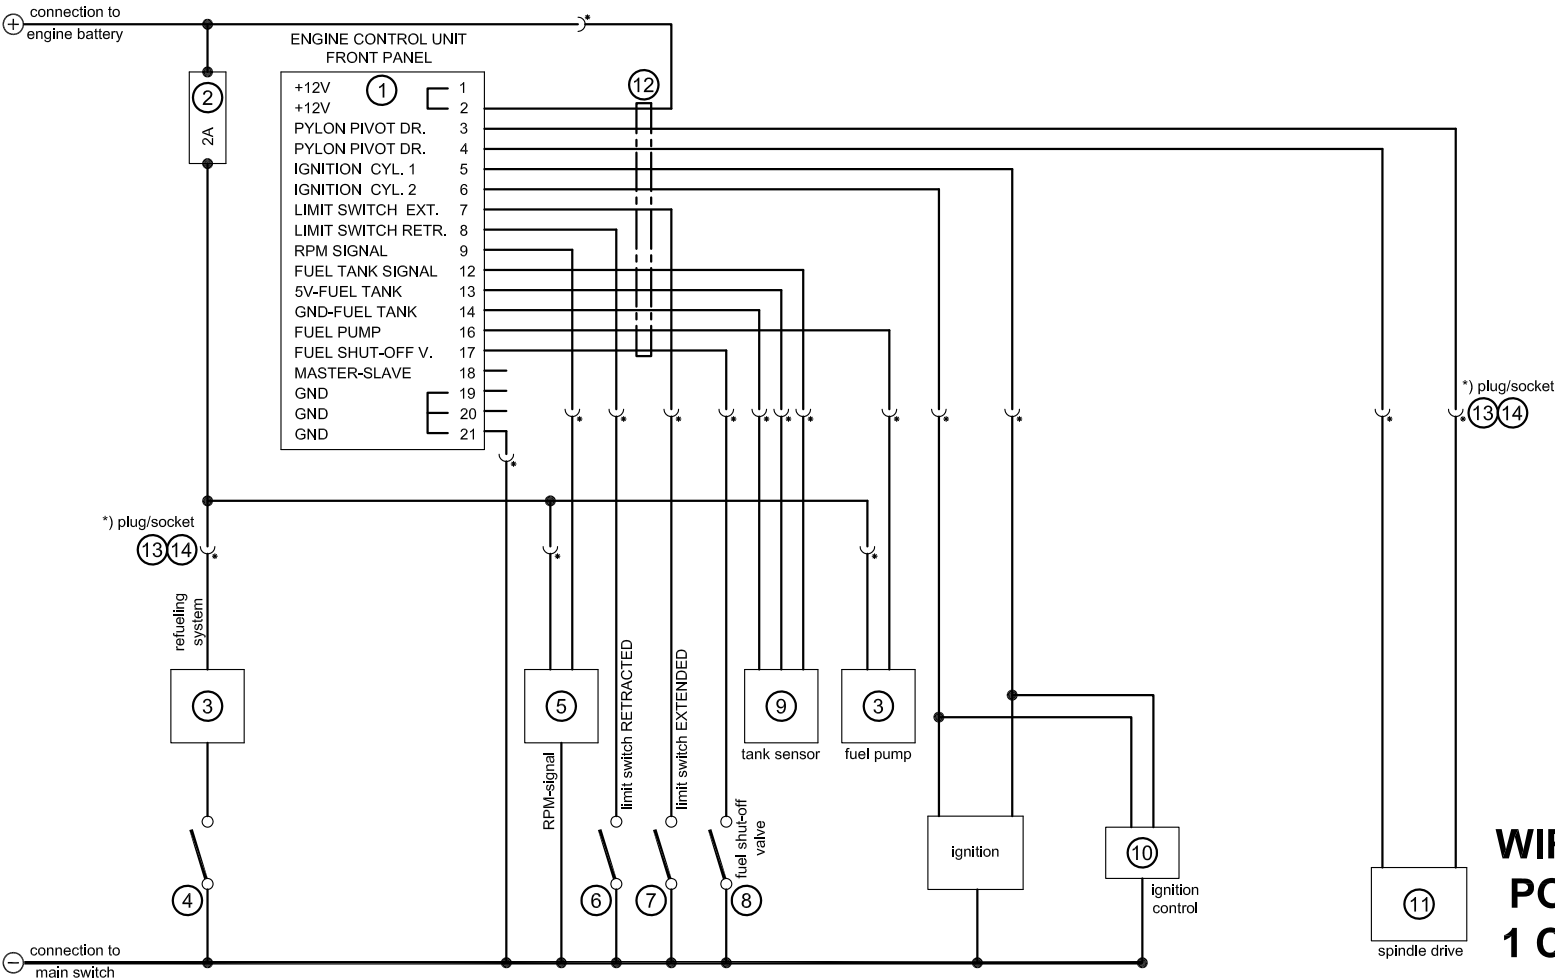 connection to
engine battery
ENGINE CONTROL UNIT
FRONT PANEL
2
2A
1
+12V 1
+12V 2
PYLON PIVOT DR. 3
PYLON PIVOT DR. 4
IGNITION CYL. 1 5
IGNITION CYL. 2 6
LIMIT SWITCH EXT. 7
LIMIT SWITCH RETR. 8
RPM SIGNAL 9
FUEL TANK SIGNAL 12
5V-FUEL TANK 13
GND-FUEL TANK 14
FUEL PUMP 16
FUEL SHUT-OFF V. 17
MASTER-SLAVE 18
GND 19
GND 20
GND 21
12
*) plug/socket
13 14
*) plug/socket
13 14
refueling
system
3
4
5
RPM-signal
limit switch RETRACTED
6
limit switch EXTENDED
7
fuel shut-off
valve
8
9
tank sensor
3
fuel pump
ignition
10
ignition
control
11
spindle drive
connection to
main switch
1